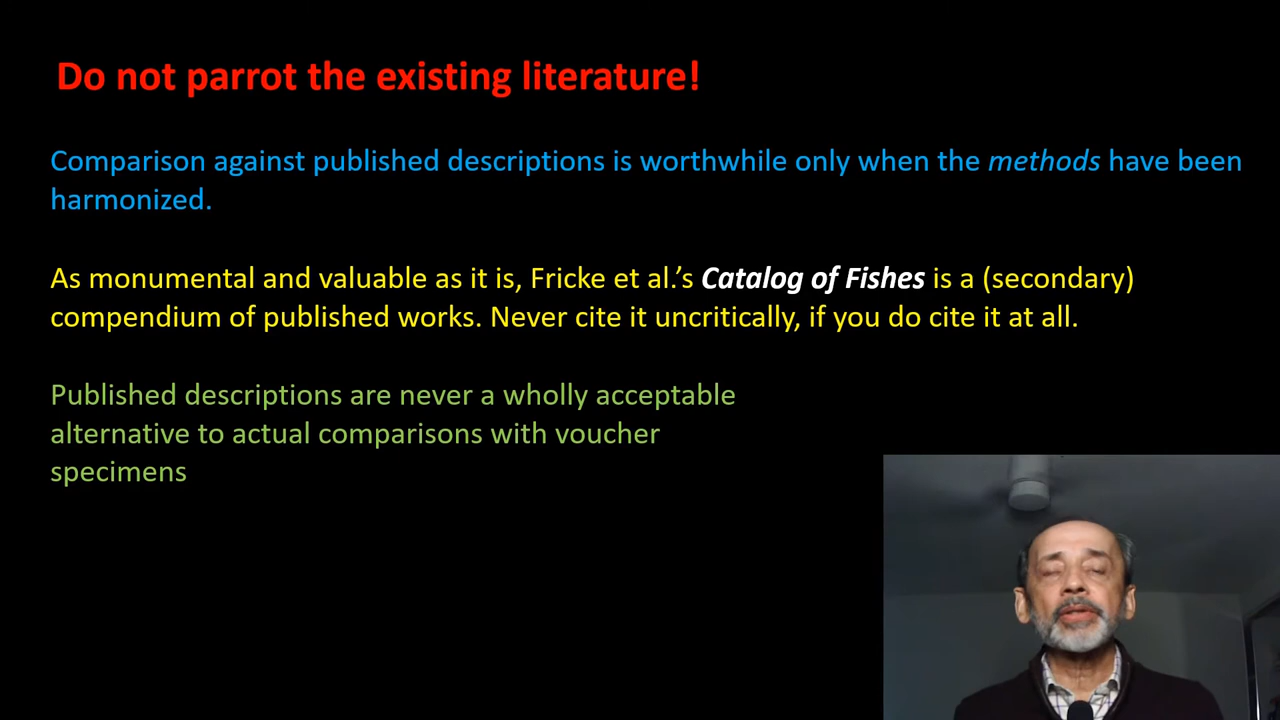 Do not parrot the existing literature!
Comparison against published descriptions is worthwhile only when the methods have been
harmonized.
As monumental and valuable as it is, Fricke et al.'s Catalog of Fishes is a (secondary)
compendium of published works. Never cite it uncritically, if you do cite it at all.
Published descriptions are never a wholly acceptable
alternative to actual comparisons with voucher
specimens